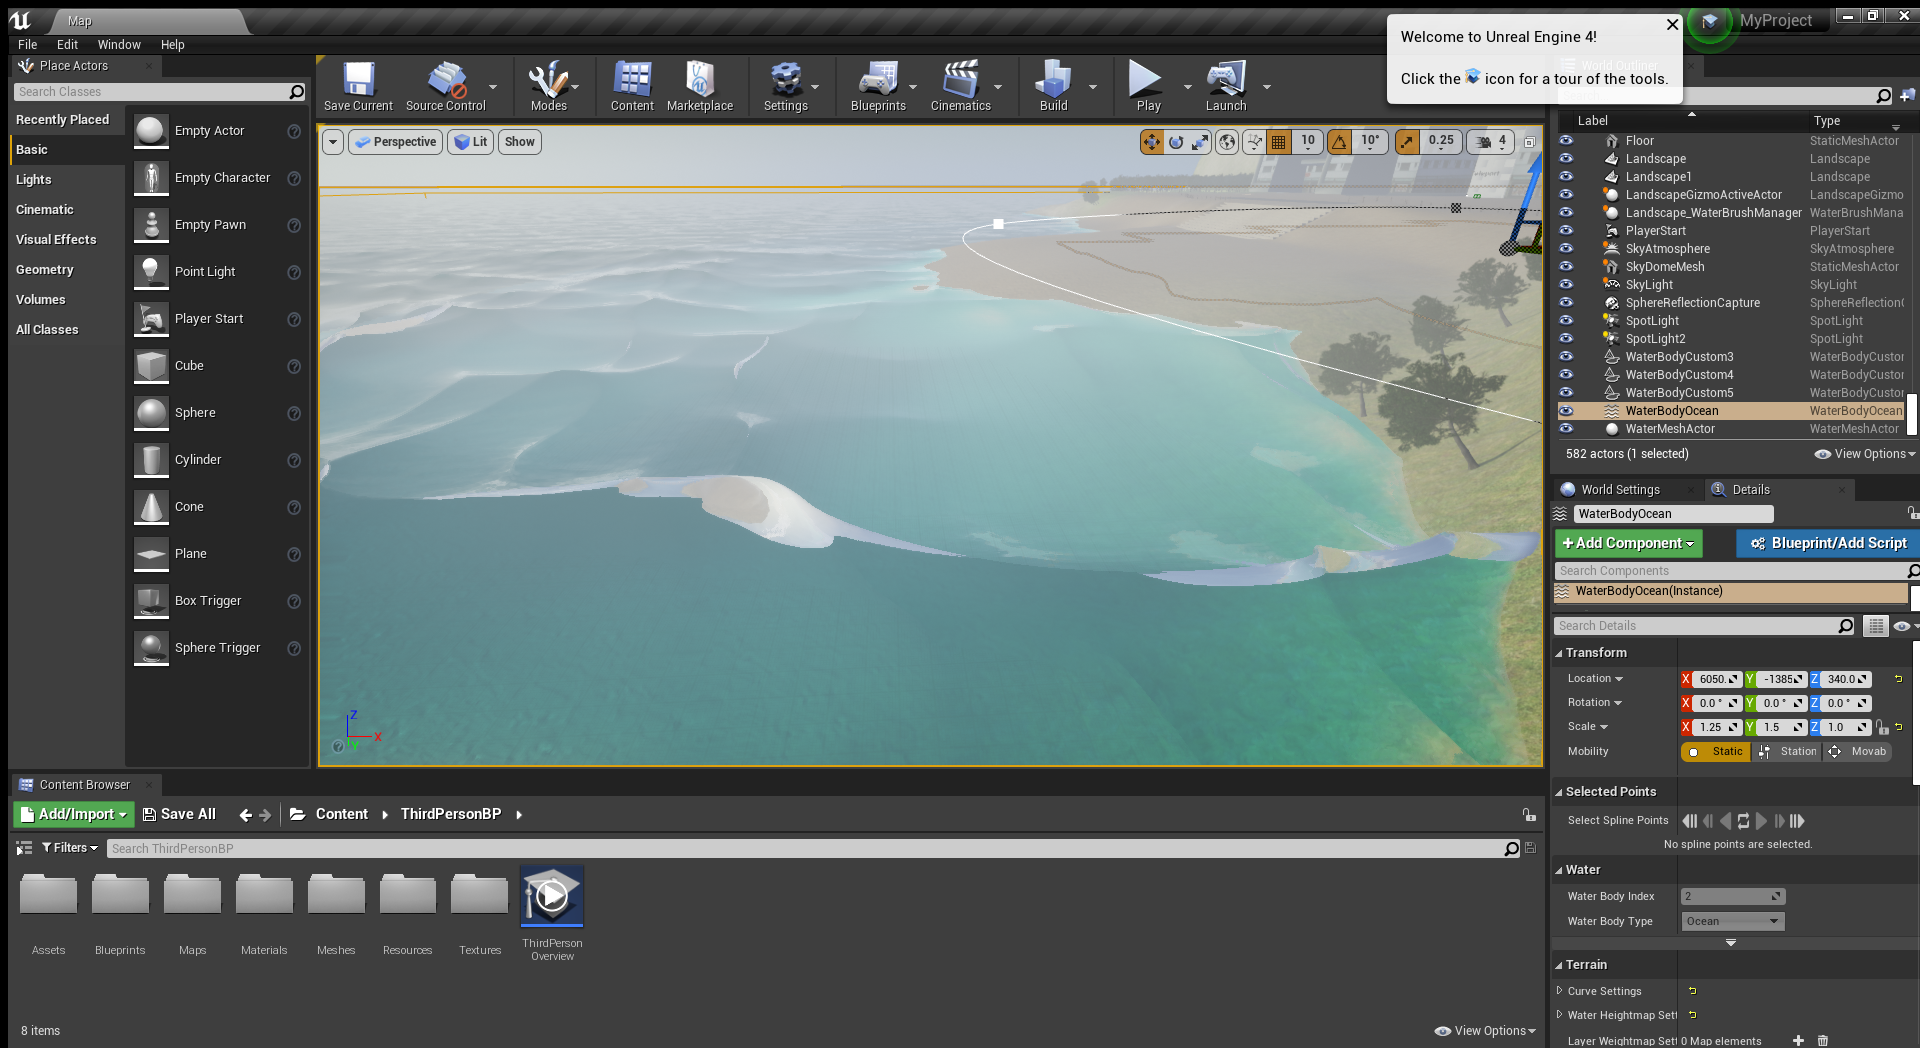 Map
MyProject
File Edit Window Help
Welcome to Unreal Engine 4!
Click the icon for a tour of the tools.
Place Actors
Search Classes
Recently Placed
Basic
Lights
Cinematic
Visual Effects
Geometry
Volumes
All Classes
Empty Actor
Empty Character
Empty Pawn
Point Light
Player Start
Cube
Sphere
Cylinder
Cone
Plane
Box Trigger
Sphere Trigger
Save Current Source Control Modes Content Marketplace Settings Blueprints Cinematics Build Play Launch
Perspective Lit Show
10 10° 0.25 4
Z
X
Y
World Outliner
Label Type
Floor StaticMeshActor
Landscape Landscape
Landscape1 Landscape
LandscapeGizmoActiveActor LandscapeGizmo
Landscape_WaterBrushManager WaterBrushMana
PlayerStart PlayerStart
SkyAtmosphere SkyAtmosphere
SkyDomeMesh StaticMeshActor
SkyLight SkyLight
SphereReflectionCapture SphereReflection
SpotLight SpotLight
SpotLight2 SpotLight
WaterBodyCustom3 WaterBodyCustor
WaterBodyCustom4 WaterBodyCustor
WaterBodyCustom5 WaterBodyCustor
WaterBodyOcean WaterBodyOcean
WaterMeshActor WaterMeshActor
582 actors (1 selected) View Options
World Settings Details
WaterBodyOcean
+Add Component Blueprint/Add Script
Search Components
WaterBodyOcean(Instance)
Search Details
Transform
Location X 6050. Y -1385 Z 340.0
Rotation X 0.0 ° Y 0.0 ° Z 0.0 °
Scale X 1.25 Y 1.5 Z 1.0
Mobility Static Station Movab
Selected Points
Select Spline Points
No spline points are selected.
Water
Water Body Index 2
Water Body Type Ocean
Terrain
Curve Settings
Water Heightmap Sett
Layer Weightmap Sett 0 Map elements
Content Browser
Add/Import Save All Content ThirdPersonBP
Filters Search ThirdPersonBP
Assets Blueprints Maps Materials Meshes Resources Textures ThirdPerson
Overview
8 items View Options